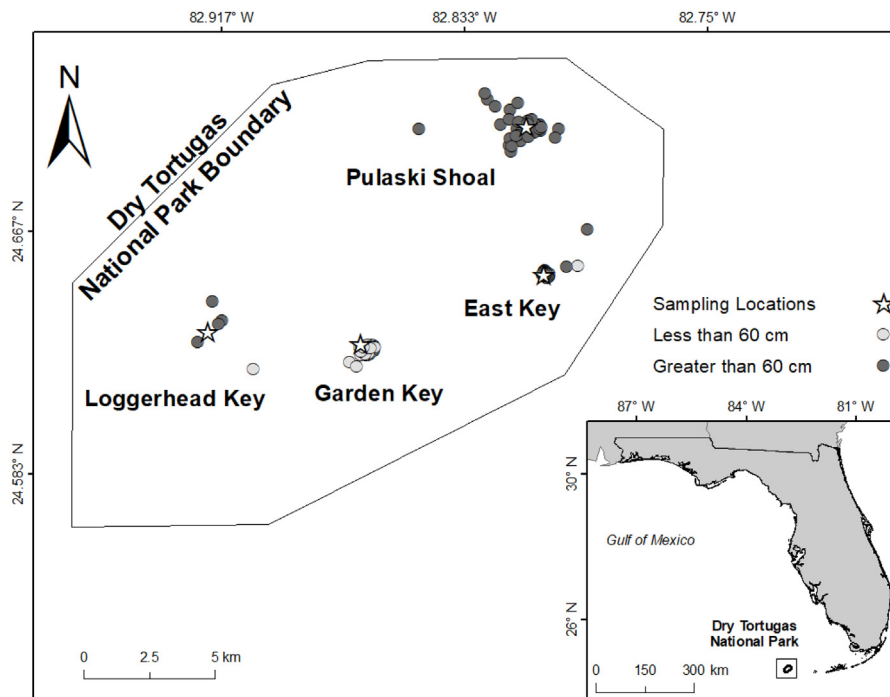 82.917° W 82.833° W 82.75° W
N
Dry Tortugas
National Park Boundary
Pulaski Shoal
24.667° N
East Key
Sampling Locations
Less than 60 cm
Greater than 60 cm
Loggerhead Key
Garden Key
87° W 84° W 81° W
24.583° N
30° N
Gulf of Mexico
26° N
Dry Tortugas
National Park
0 2.5 5 km
0 150 300 km